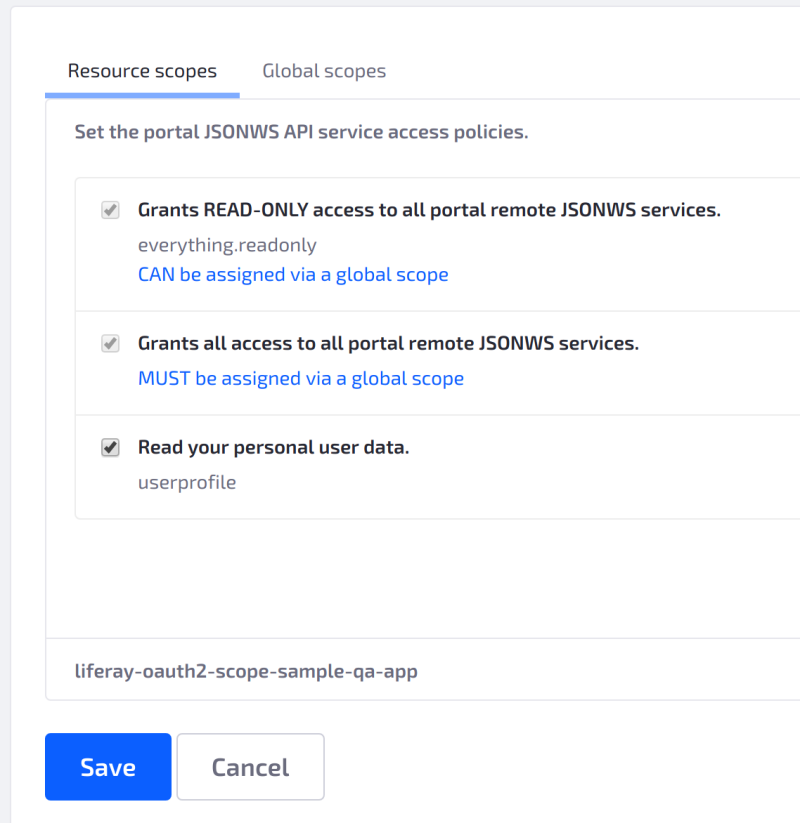 Resource scopes
Global scopes
Set the portal JSONWS API service access policies.
Grants READ-ONLY access to all portal remote JSONWS services.
everything.readonly
CAN be assigned via a global scope
Grants all access to all portal remote JSONWS services.
MUST be assigned via a global scope
Read your personal user data.
userprofile
liferay-oauth2-scope-sample-qa-app
Save
Cancel